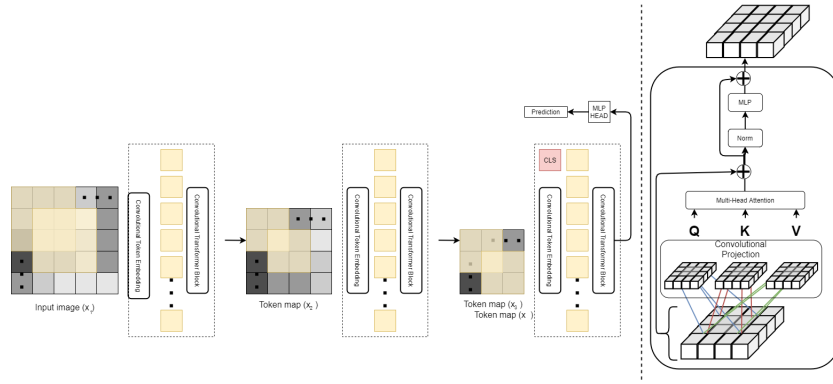 Input image (x₁)
Convolutional Token Embedding
Convolutional Transformer Block
Token map (x₂)
Convolutional Token Embedding
Convolutional Transformer Block
Token map (x₂)
Token map (x )
CLS
Convolutional Token Embedding
Convolutional Transformer Block
Prediction
MLP
HEAD
MLP
Norm
Multi-Head Attention
Q K V
Convolutional
Projection